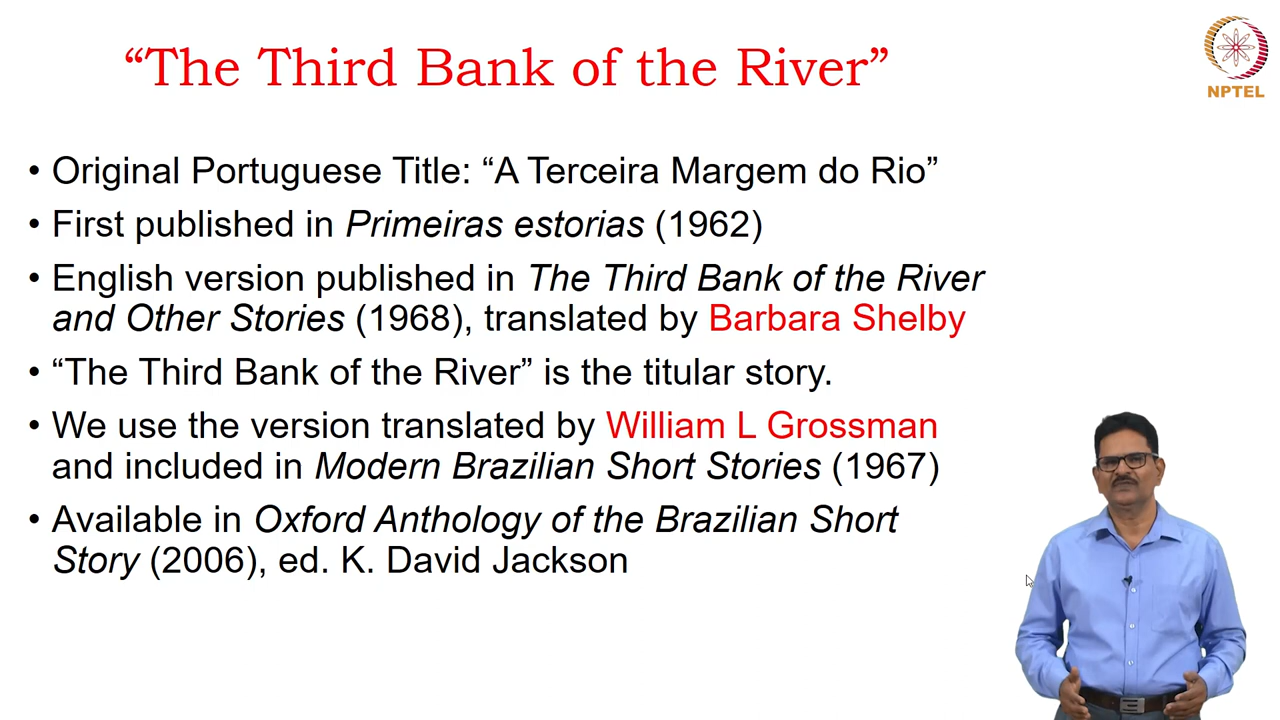 “The Third Bank of the River”
NPTEL
• Original Portuguese Title: “A Terceira Margem do Rio”
• First published in Primeiras estorias (1962)
• English version published in The Third Bank of the River
and Other Stories (1968), translated by Barbara Shelby
• “The Third Bank of the River” is the titular story.
• We use the version translated by William L Grossman
and included in Modern Brazilian Short Stories (1967)
• Available in Oxford Anthology of the Brazilian Short
Story (2006), ed. K. David Jackson